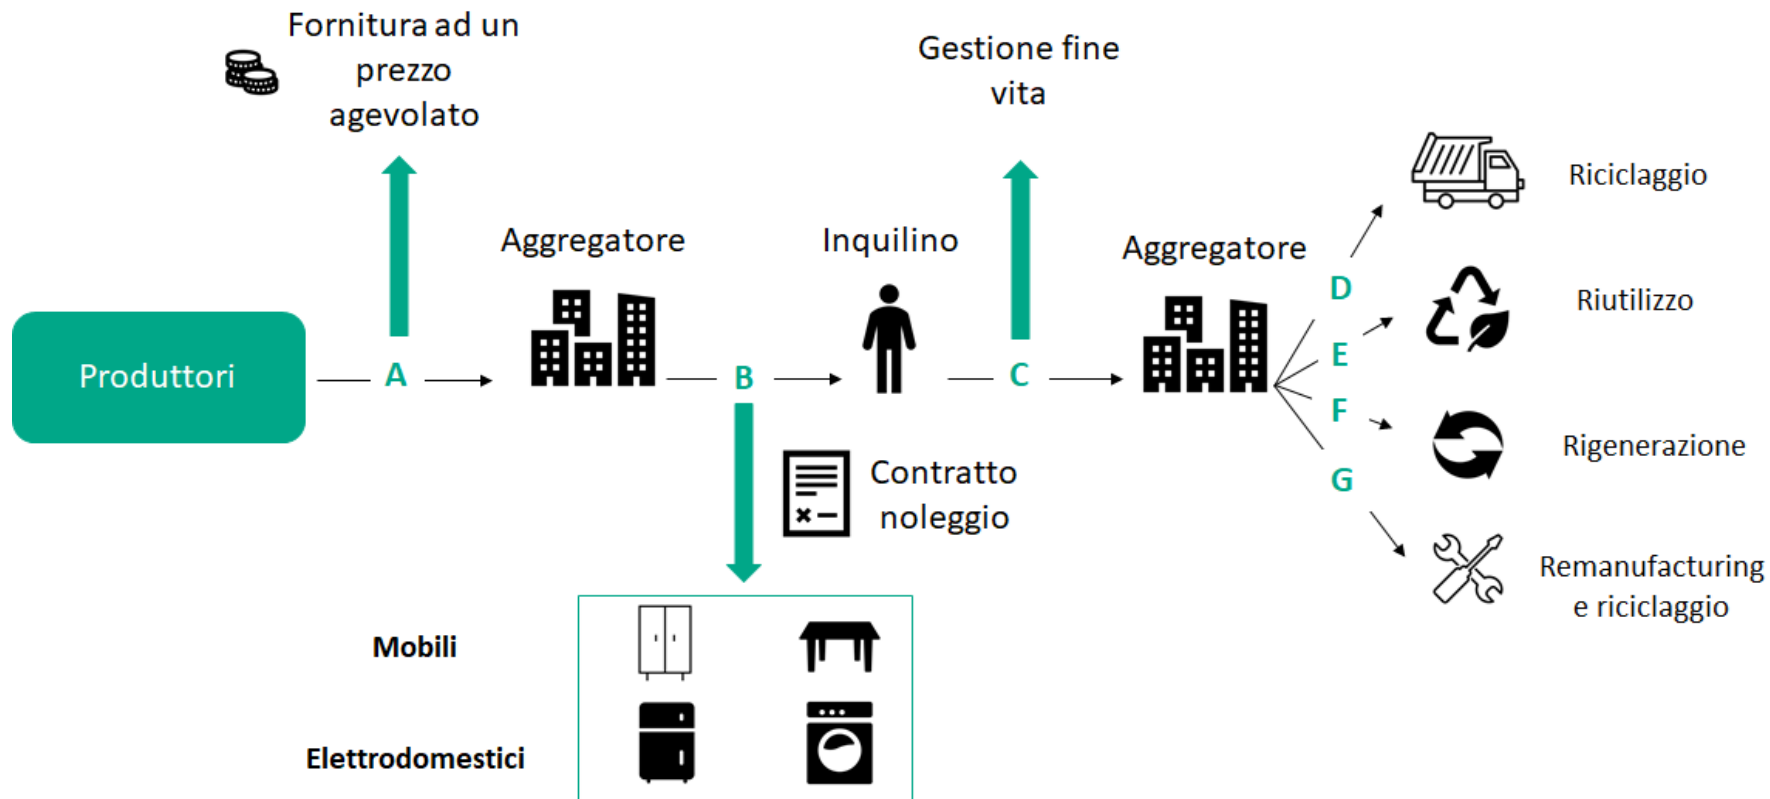 Fornitura ad un
prezzo
agevolato
Gestione fine
vita
Riciclaggio
Aggregatore
Inquilino
Aggregatore
D
Riutilizzo
Produttori
A
B
C
E
F
Rigenerazione
G
Contratto
noleggio
Remanufacturing
e riciclaggio
Mobili
Elettrodomestici